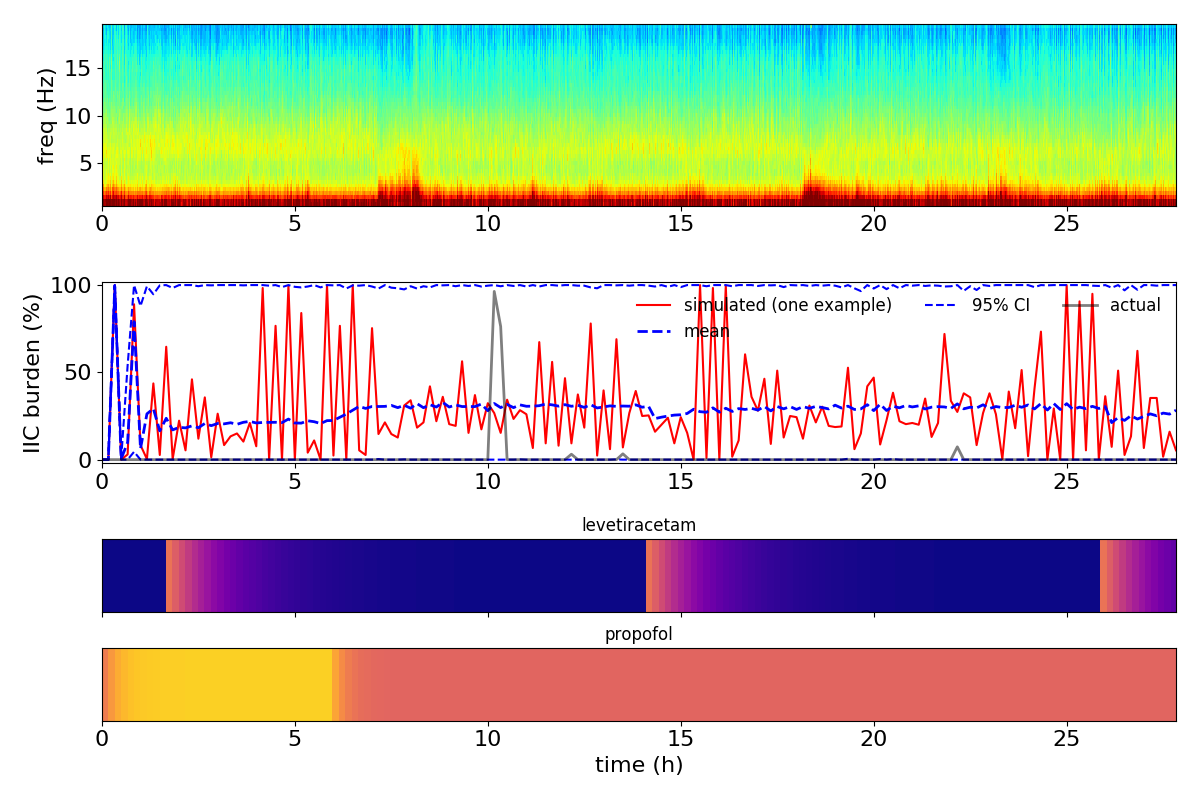 freq (Hz)
15
10
5
0 5 10 15 20 25
IIC burden (%)
100
50
0
simulated (one example) 95% CI actual
mean
0 5 10 15 20 25
levetiracetam
propofol
0 5 10 15 20 25
time (h)